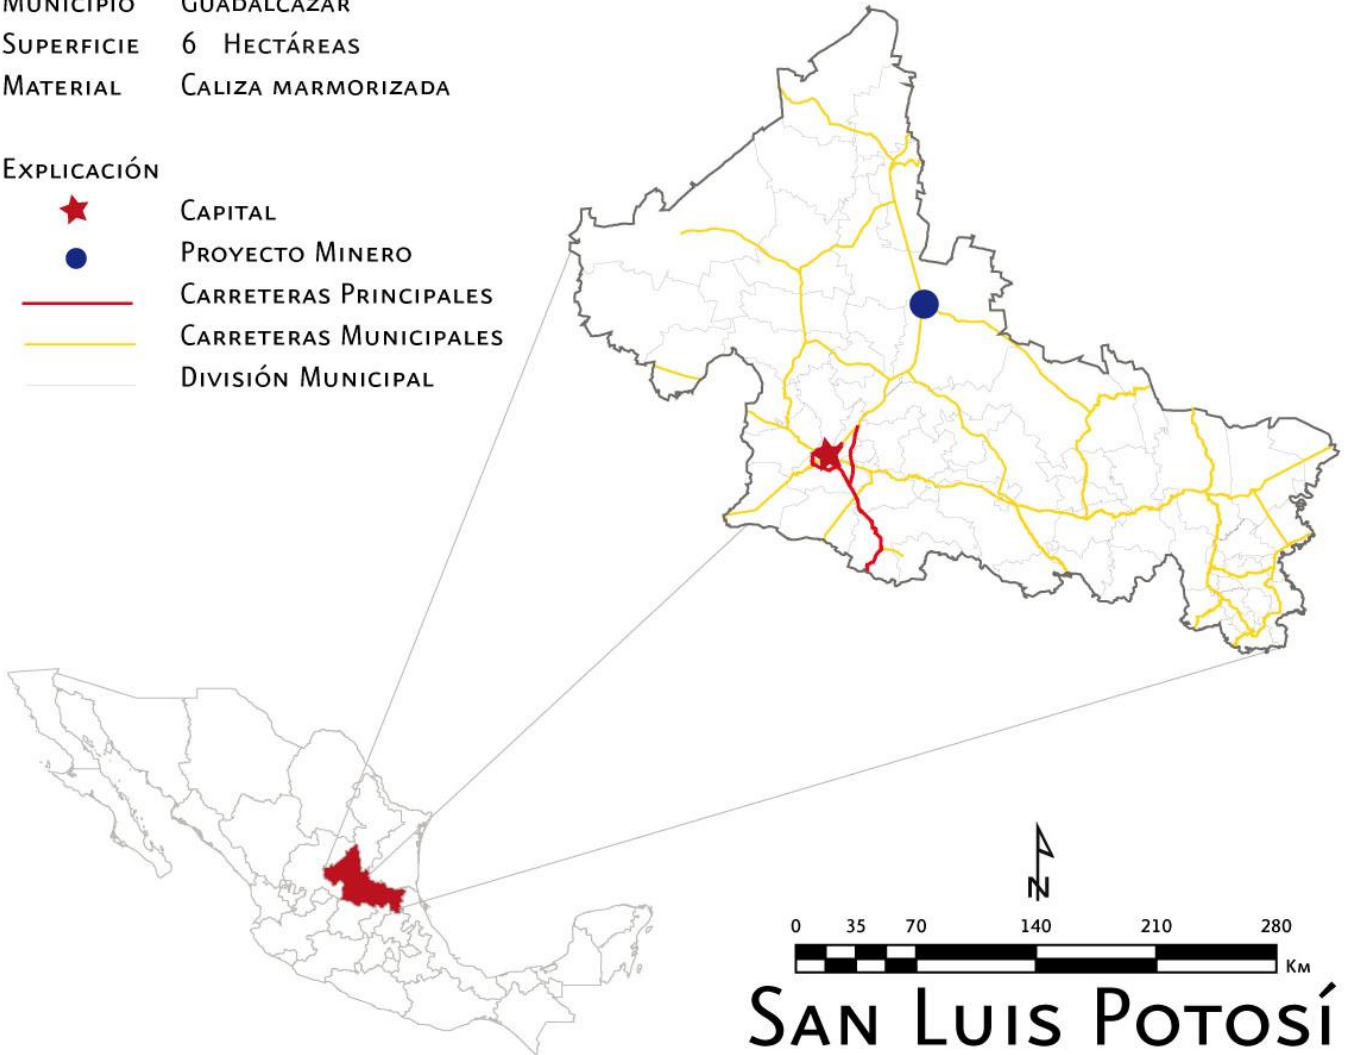 MUNICIPIO GUADALCÁZAR
SUPERFICIE 6 HECTÁREAS
MATERIAL CALIZA MARMORIZADA
EXPLICACIÓN
CAPITAL
PROYECTO MINERO
CARRETERAS PRINCIPALES
CARRETERAS MUNICIPALES
DIVISIÓN MUNICIPAL
N
0 35 70 140 210 280
KM
SAN LUIS POTOSÍ